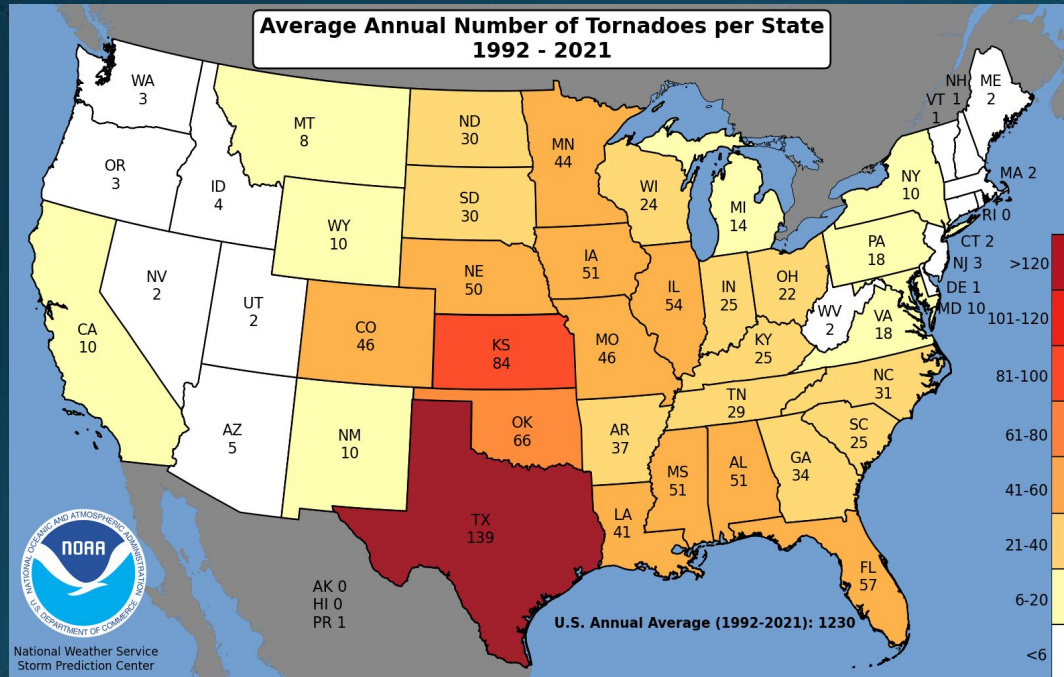 Average Annual Number of Tornadoes per State
1992 - 2021
WA
3
OR
3
ID
4
MT
8
ND
30
MN
44
SD
30
WI
24
MI
14
NY
10
VT
1
NH
1
ME
2
MA 2
RI 0
CT 2
NJ 3
DE 1
MD 10
PA
18
WY
10
NE
50
IA
51
IL
54
IN
25
OH
22
WV
2
VA
18
NV
2
UT
2
CO
46
KS
84
MO
46
KY
25
CA
10
AZ
5
NM
10
OK
66
AR
37
TN
29
NC
31
SC
25
TX
139
LA
41
MS
51
AL
51
GA
34
FL
57
AK 0
HI 0
PR 1
U.S. Annual Average (1992-2021): 1230
>120
101-120
81-100
61-80
41-60
21-40
6-20
<6
NATIONAL OCEANIC AND ATMOSPHERIC ADMINISTRATION
NOAA
U.S. DEPARTMENT OF COMMERCE
National Weather Service
Storm Prediction Center